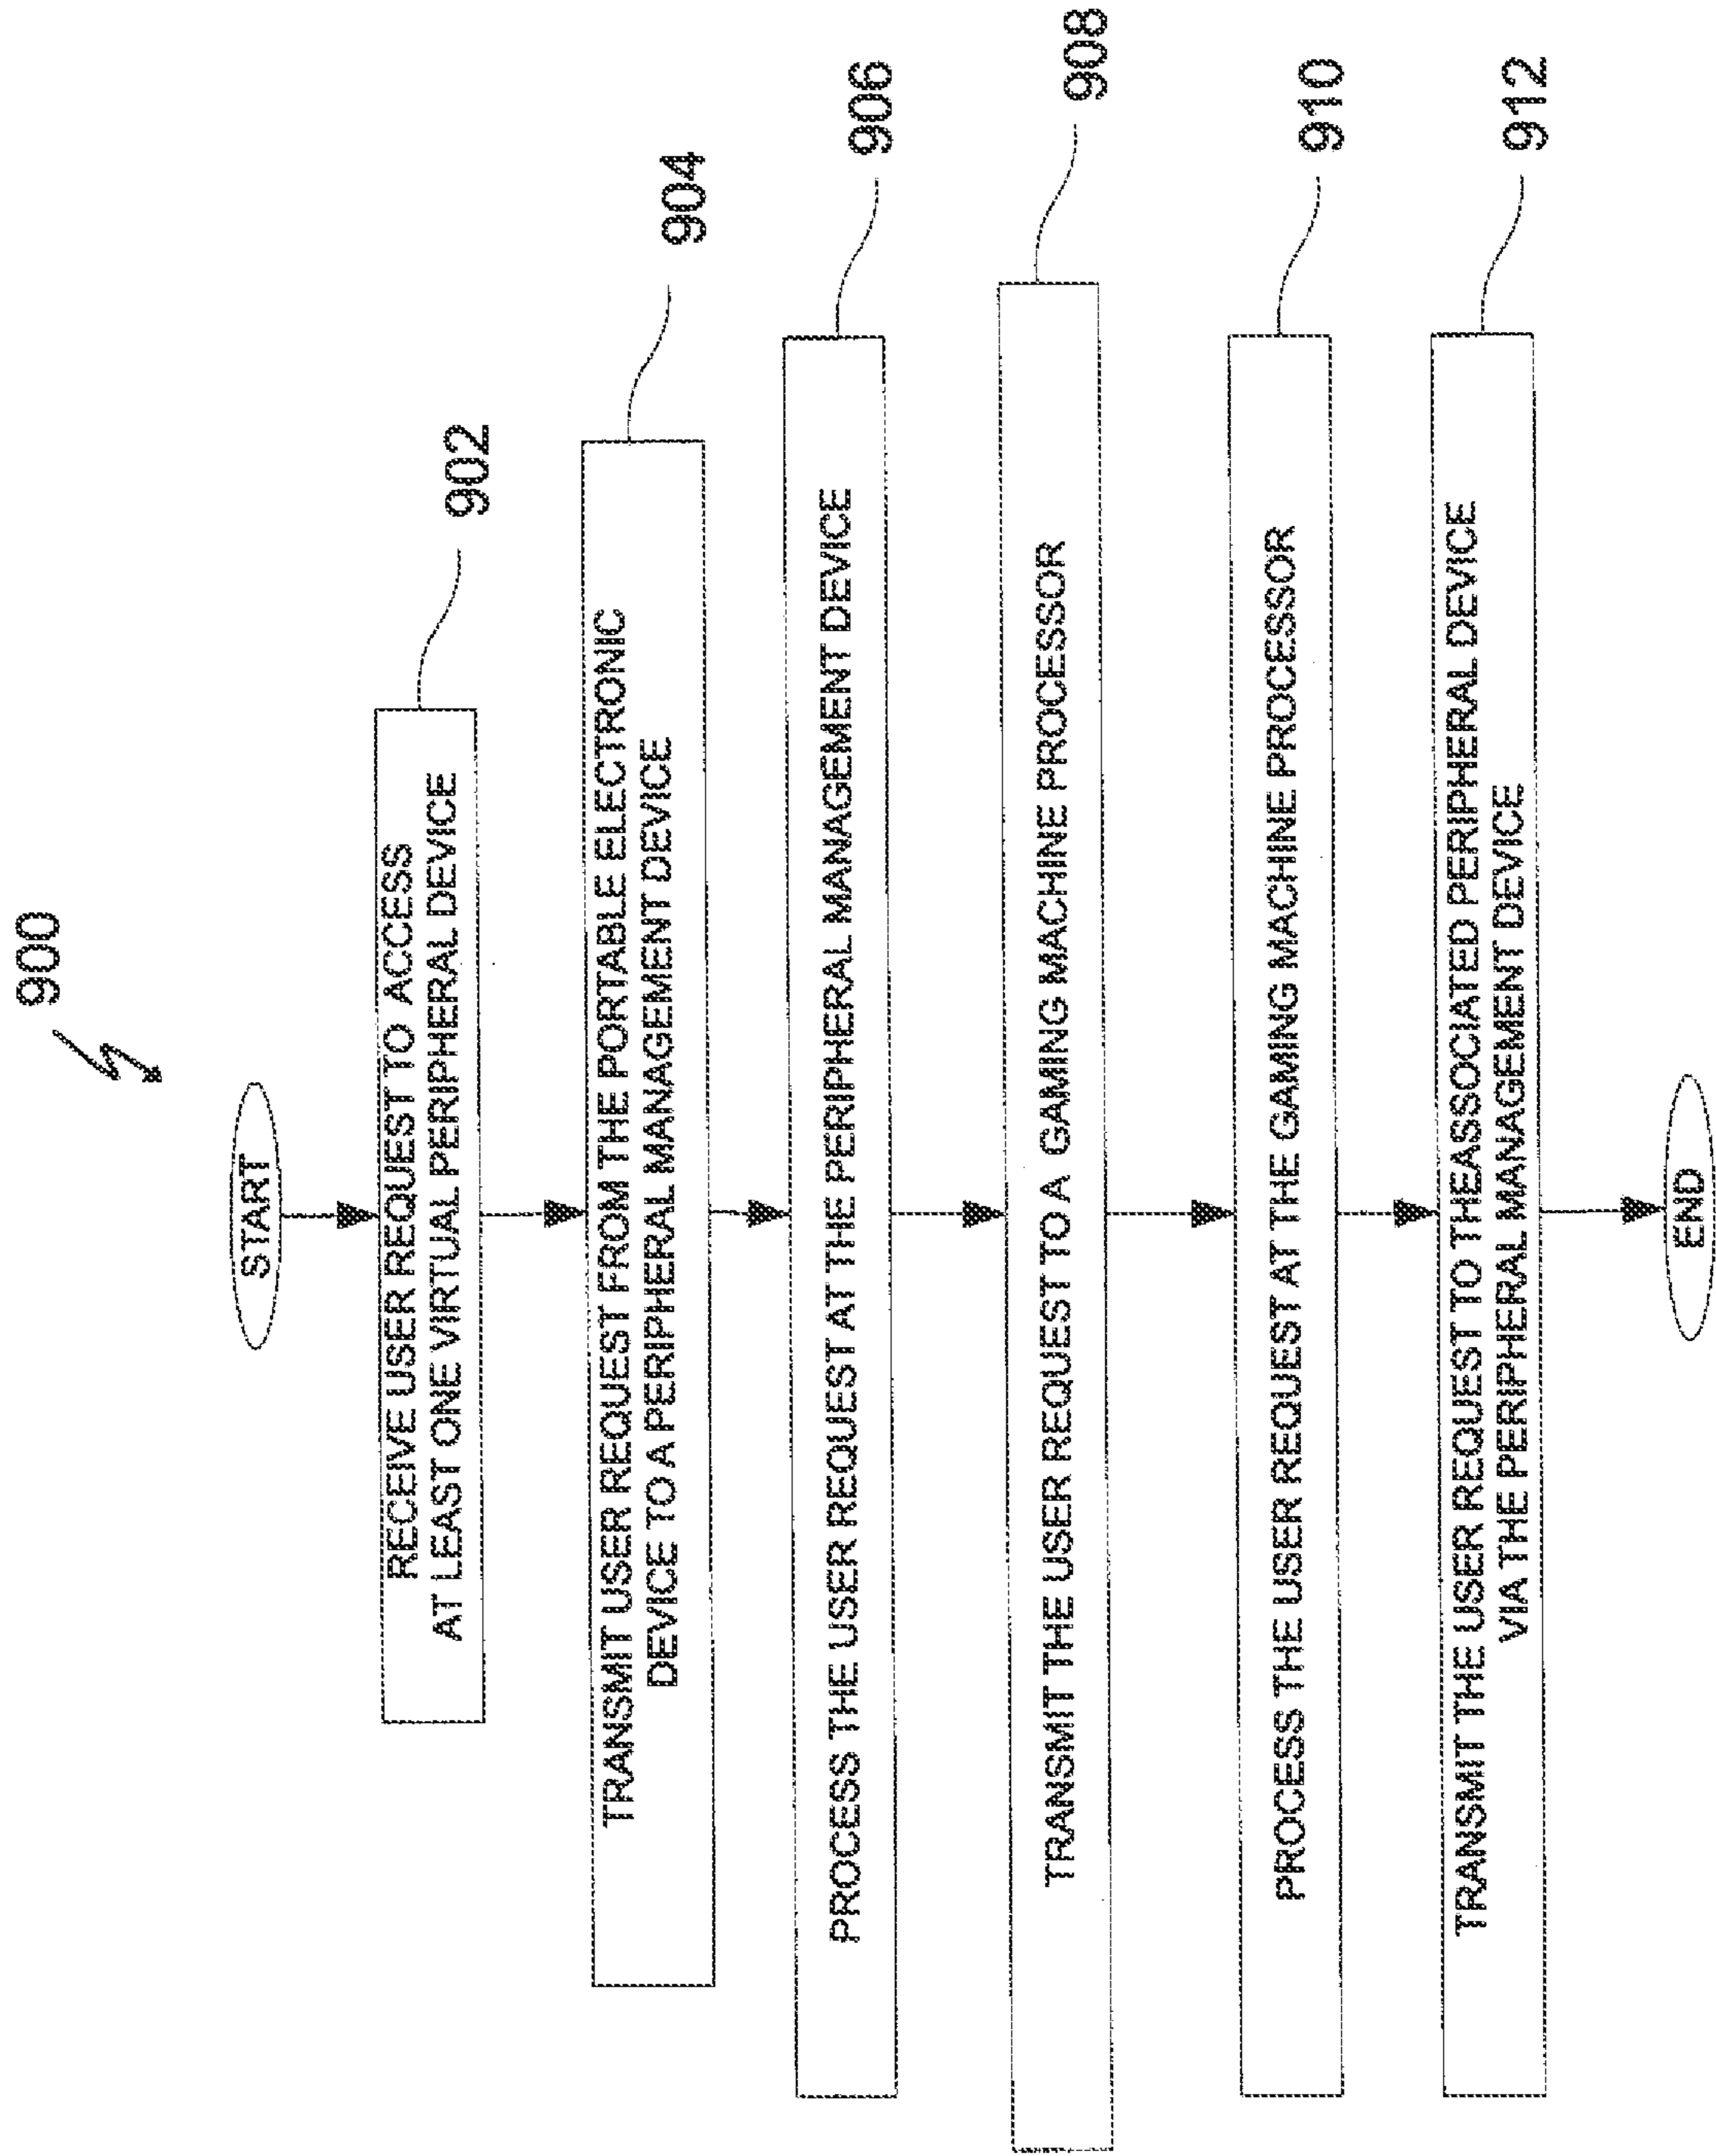 900
START
RECEIVE USER REQUEST TO ACCESS
AT LEAST ONE VIRTUAL PERIPHERAL DEVICE
902
TRANSMIT USER REQUEST FROM THE PORTABLE ELECTRONIC
DEVICE TO A PERIPHERAL MANAGEMENT DEVICE
904
PROCESS THE USER REQUEST AT THE PERIPHERAL MANAGEMENT DEVICE
906
TRANSMIT THE USER REQUEST TO A GAMING MACHINE PROCESSOR
908
PROCESS THE USER REQUEST AT THE GAMING MACHINE PROCESSOR
910
TRANSMIT THE USER REQUEST TO THEASSOCIATED PERIPHERAL DEVICE
VIA THE PERIPHERAL MANAGEMENT DEVICE
912
END